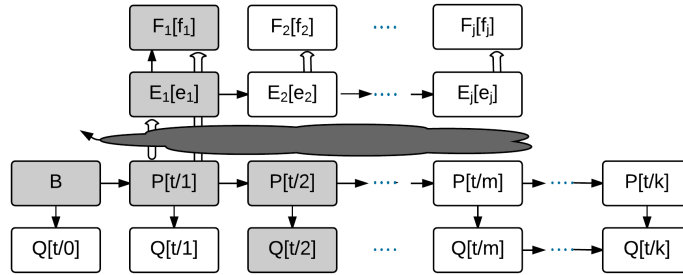 F₁[f₁] F₂[f₂] ···· Fⱼ[fⱼ]
E₁[e₁] E₂[e₂] ···· Eⱼ[eⱼ]
B P[t/1] P[t/2] ···· P[t/m] ···· P[t/k]
Q[t/0] Q[t/1] Q[t/2] ···· Q[t/m] ···· Q[t/k]